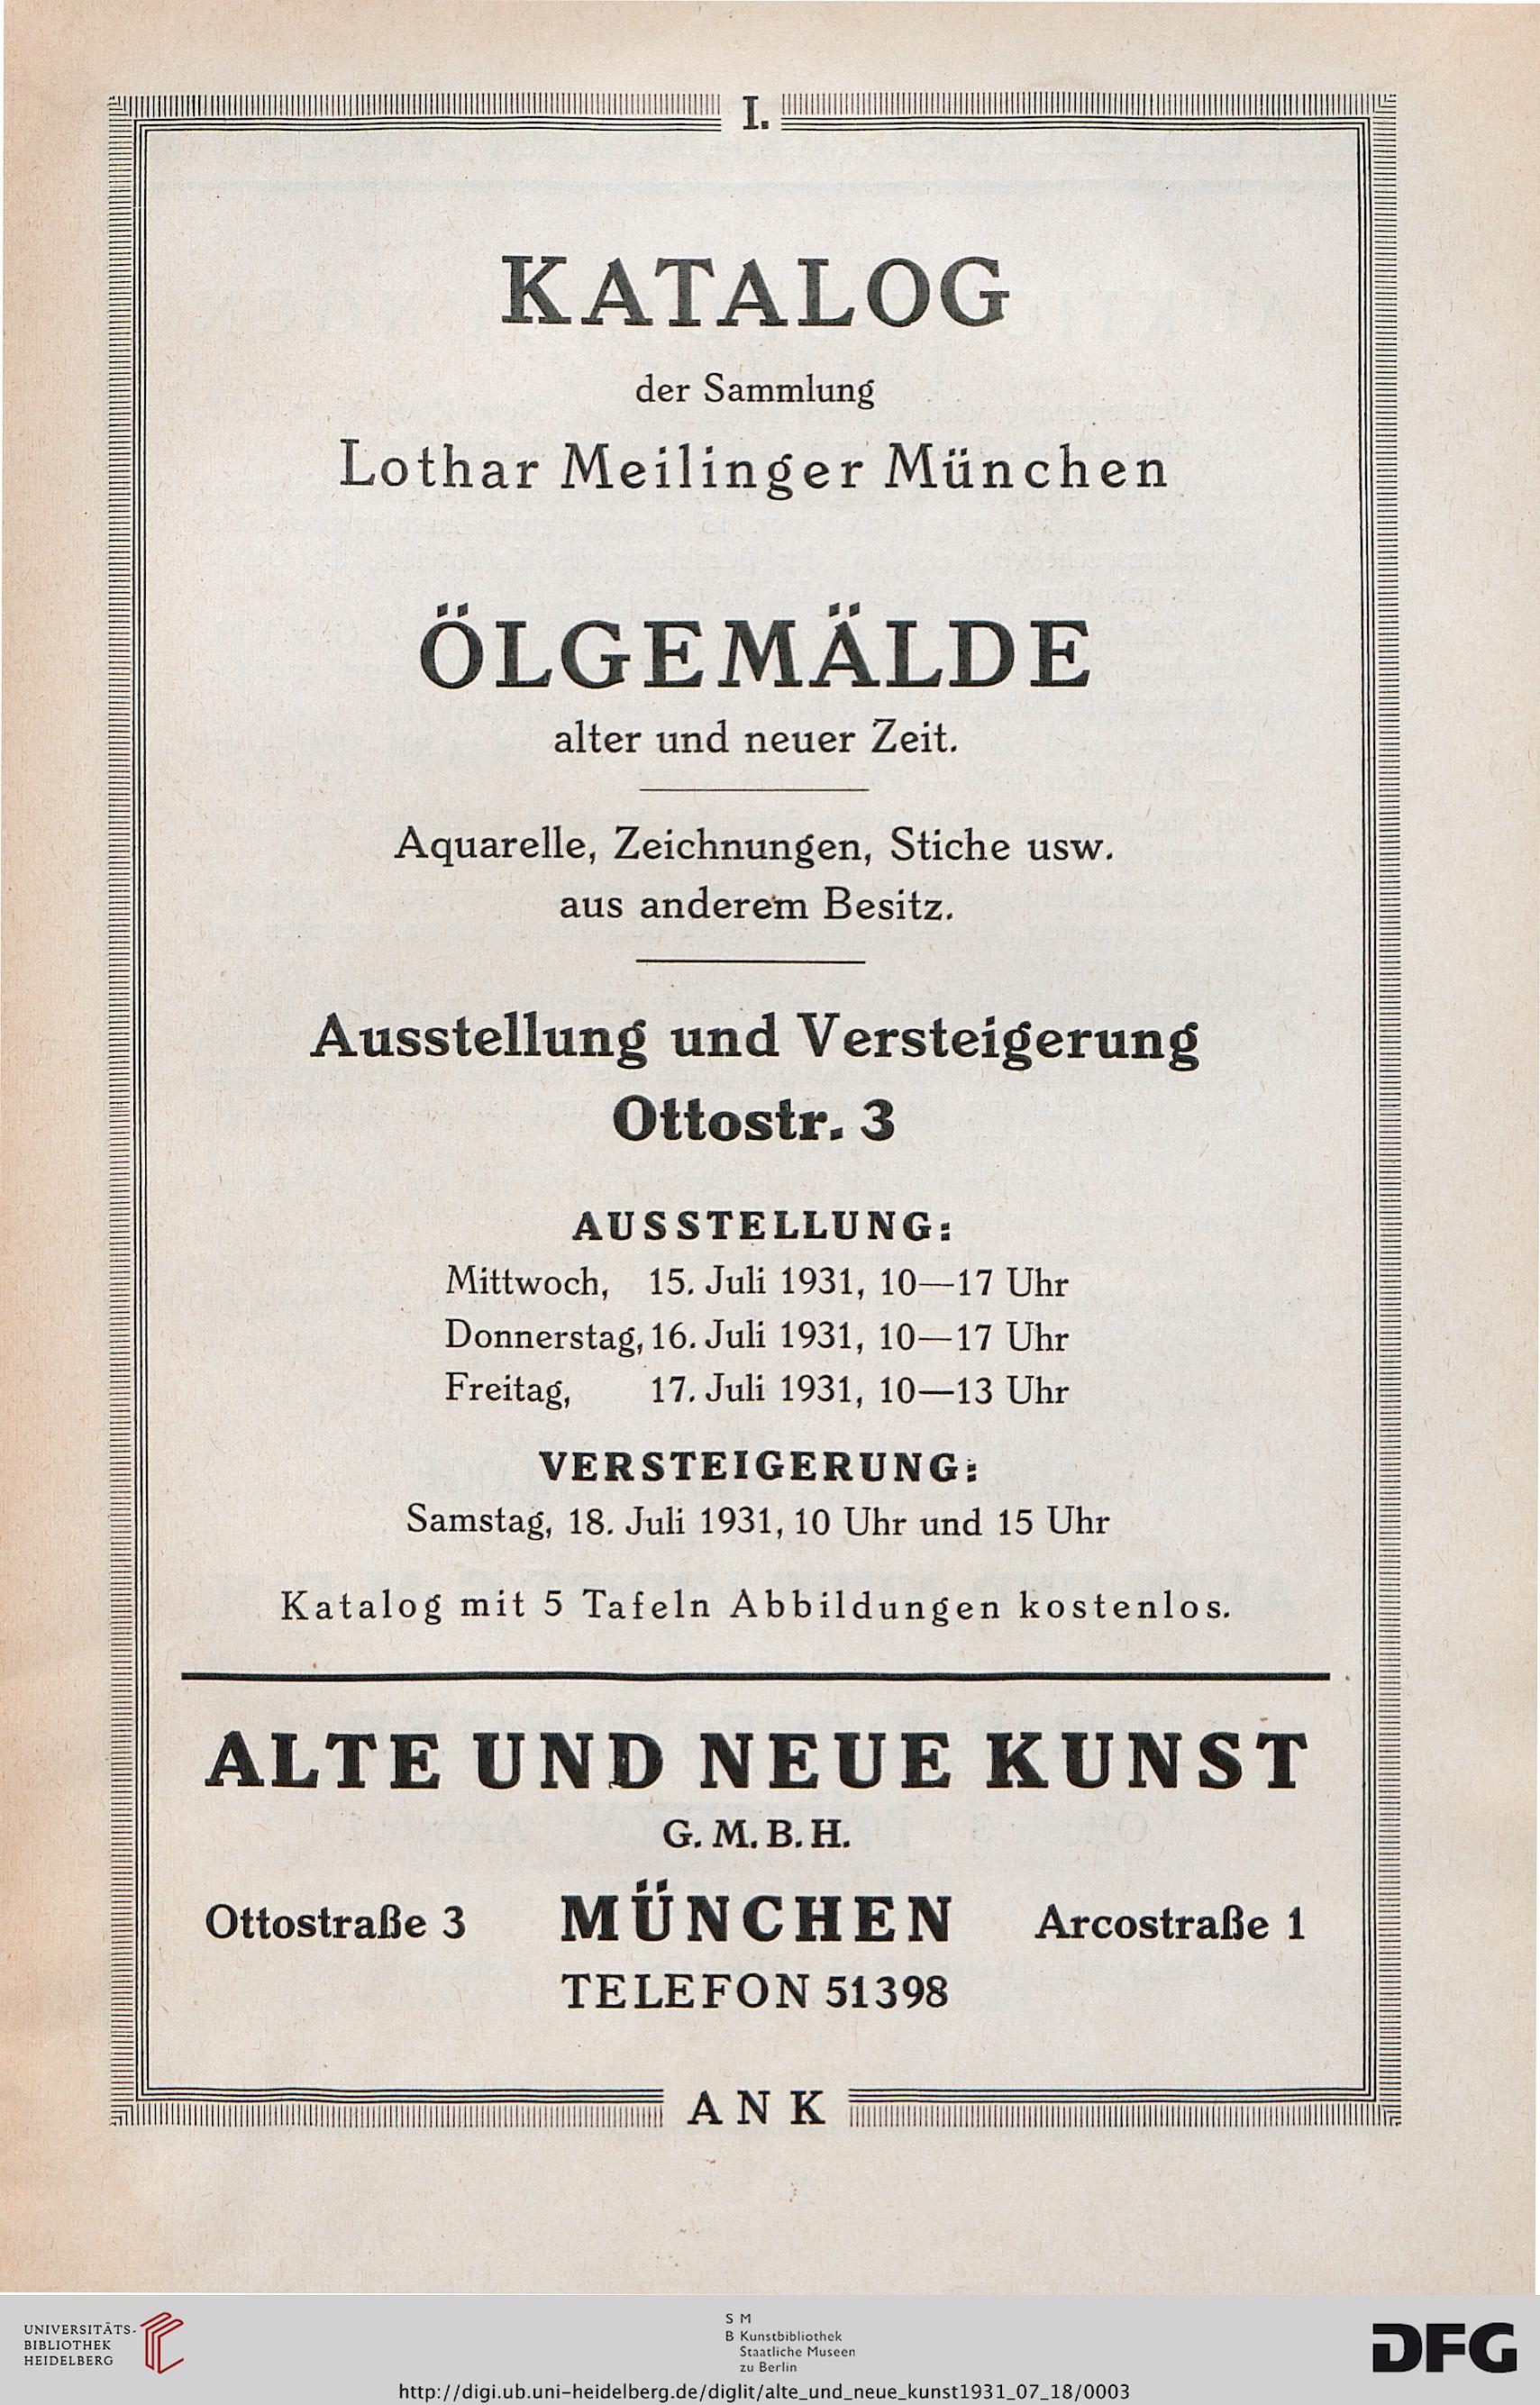 I.
KATALOG
der Sammlung
Lothar Meilinger München
ÖLGEMÄLDE
alter und neuer Zeit.
Aquarelle, Zeichnungen, Stiche usw.
aus anderem Besitz.
Ausstellung und Versteigerung
Ottostr. 3
AUSSTELLUNG:
Mittwoch, 15. Juli 1931, 10—17 Uhr
Donnerstag, 16. Juli 1931, 10—17 Uhr
Freitag, 17. Juli 1931, 10—13 Uhr
VERSTEIGERUNG:
Samstag, 18. Juli 1931, 10 Uhr und 15 Uhr
Katalog mit 5 Tafeln Abbildungen kostenlos.
ALTE UND NEUE KUNST
G. M. B. H.
Ottostraße 3 MÜNCHEN Arcostraße 1
TELEFON 51398
ANK
UNIVERSITÄTS-
BIBLIOTHEK
HEIDELBERG
S M
B Kunstbibliothek
Staatliche Museen
zu Berlin
DFG
http://digi.ub.uni-heidelberg.de/diglit/alte_und_neue_kunst1931_07_18/0003